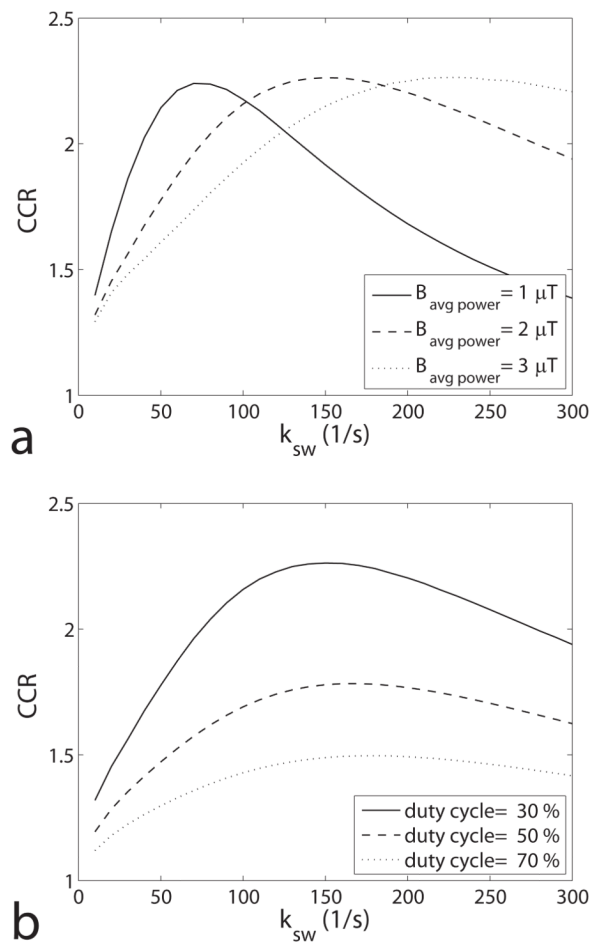 2.5
2
1.5
1
CCR
0 50 100 150 200 250 300
k sw (1/s)
B avg power = 1 μT
B avg power = 2 μT
B avg power = 3 μT
a
2.5
2
1.5
1
CCR
0 50 100 150 200 250 300
k sw (1/s)
duty cycle= 30 %
duty cycle= 50 %
duty cycle= 70 %
b